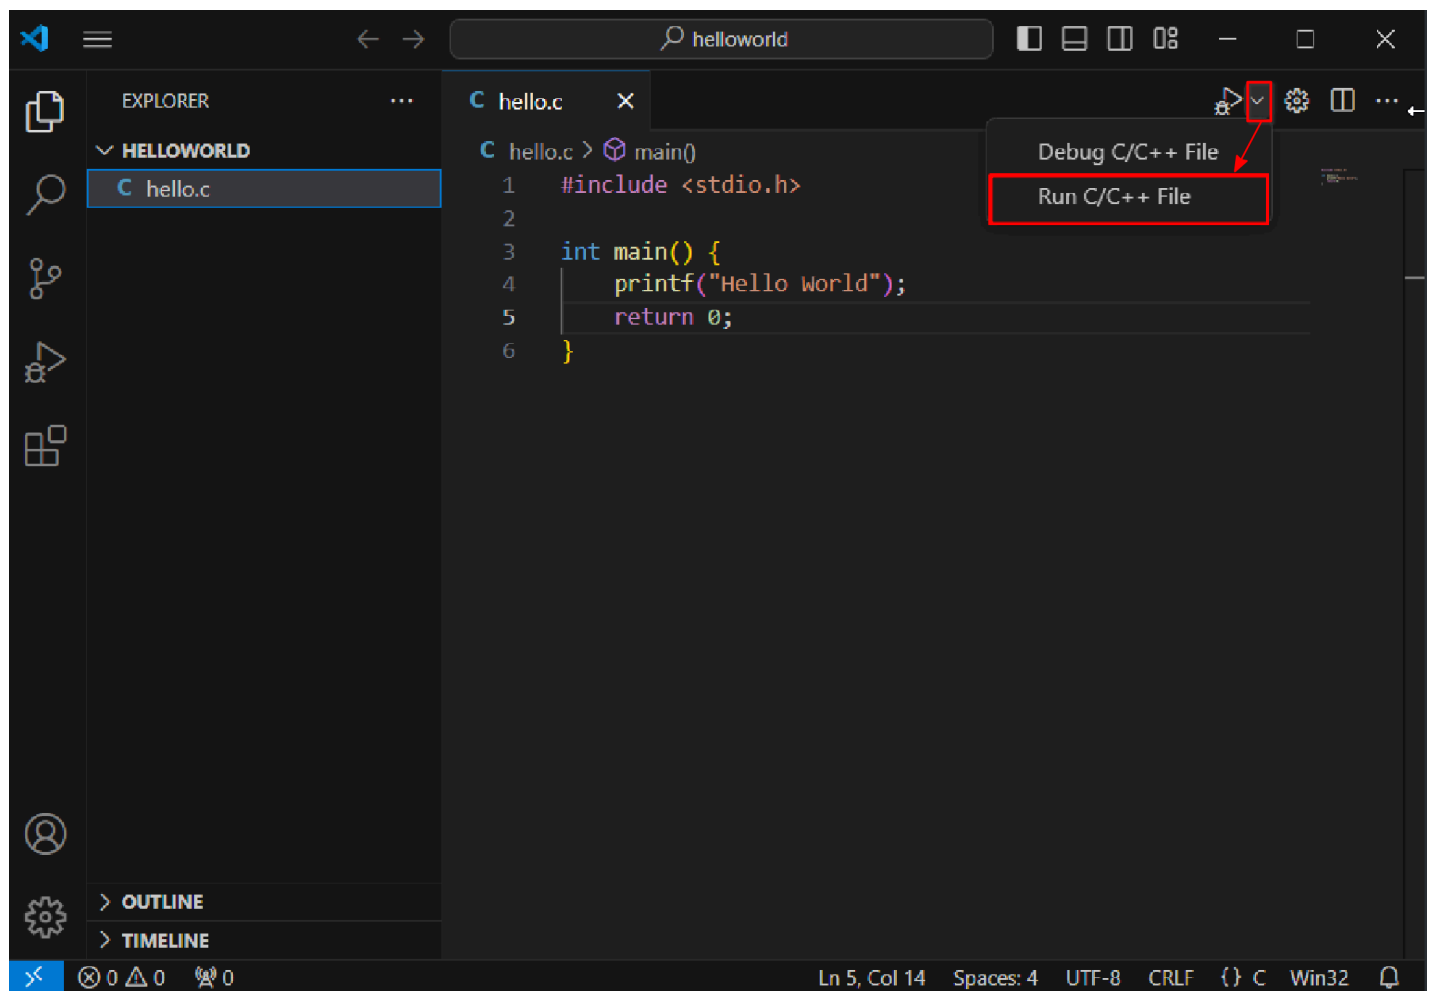 helloworld
EXPLORER
HELLOWORLD
C hello.c
OUTLINE
TIMELINE
C hello.c
C hello.c > main()
Debug C/C++ File
Run C/C++ File
1 #include <stdio.h>
2
3 int main() {
4 printf("Hello World");
5 return 0;
6 }
0 0 0 Ln 5, Col 14 Spaces: 4 UTF-8 CRLF {} C Win32